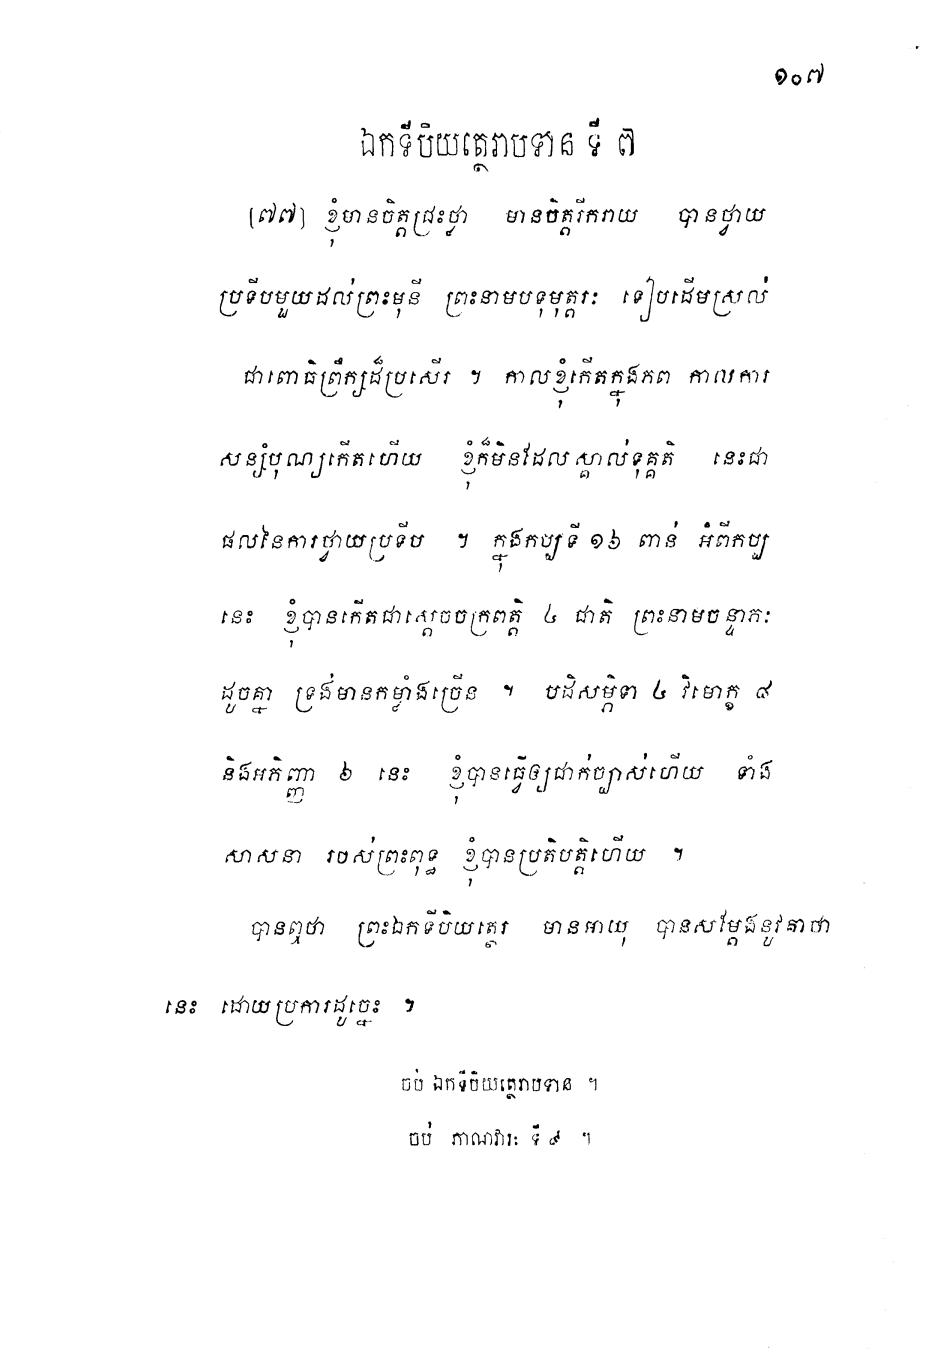 ១០៧
ឯកទីបិយត្ថេរាបទាន ទី ៧
[៧៧] ខ្ញុំមានចិត្តជ្រះថ្លា មានចិត្តរីករាយ បានថ្វាយ
ប្រទីបមួយដល់ព្រះមុនី ព្រះនាមបទុមុត្តរៈ ទៀបដើមស្រល់
ជាពោធិព្រឹក្សដ៏ប្រសើរ ។ កាលខ្ញុំកើតក្នុងភព កាលការ
សន្សំបុណ្យកើតហើយ ខ្ញុំក៏មិនដែលស្គាល់ទុគ្គតិ នេះជា
ផលនៃការថ្វាយប្រទីប ។ ក្នុងកប្បទី ១៦ ពាន់ អំពីកប្ប
នេះ ខ្ញុំបានកើតជាស្តេចចក្រពត្តិ ៤ ជាតិ ព្រះនាមចន្ទាភៈ
ដូចគ្នា ទ្រង់មានកម្លាំងច្រើន ។ បដិសម្ភិទា ៤ វិមោក្ខ ៨
និងអភិញ្ញា ៦ នេះ ខ្ញុំបានធ្វើឲ្យជាក់ច្បាស់ហើយ ទាំង
សាសនា របស់ព្រះពុទ្ធ ខ្ញុំបានប្រតិបត្តិហើយ ។
បានឮថា ព្រះឯកទីបិយត្ថេរ មានអាយុ បានសម្តែងនូវគាថា
នេះ ដោយប្រការដូច្នេះ ។
ចប់ ឯកទីបិយត្ថេរាបទាន ។
ចប់ ភាណវារៈ ទី ៩ ។